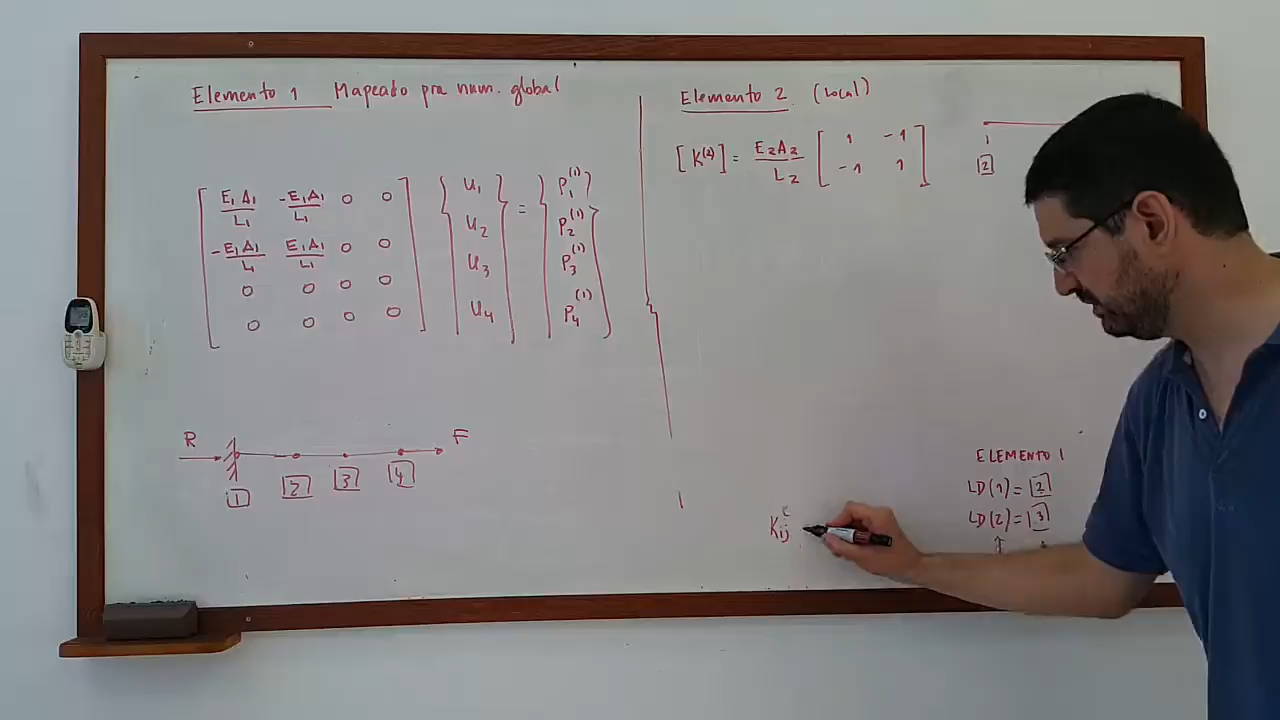 Elemento 1 Mapeado pra num. global
E₁A₁/L₁ -E₁A₁/L₁ 0 0
-E₁A₁/L₁ E₁A₁/L₁ 0 0
0 0 0 0
0 0 0 0
U₁
U₂
U₃
U₄
=
P₁⁽¹⁾
P₂⁽¹⁾
P₃⁽¹⁾
P₄⁽¹⁾
R F
1 2 3 4
Elemento 2 (Local)
[K⁽²⁾] = E₂A₂/L₂ [1 -1
-1 1]
1
2
ELEMENTO 1
LD(1) = 2
LD(2) = 3
Kij e